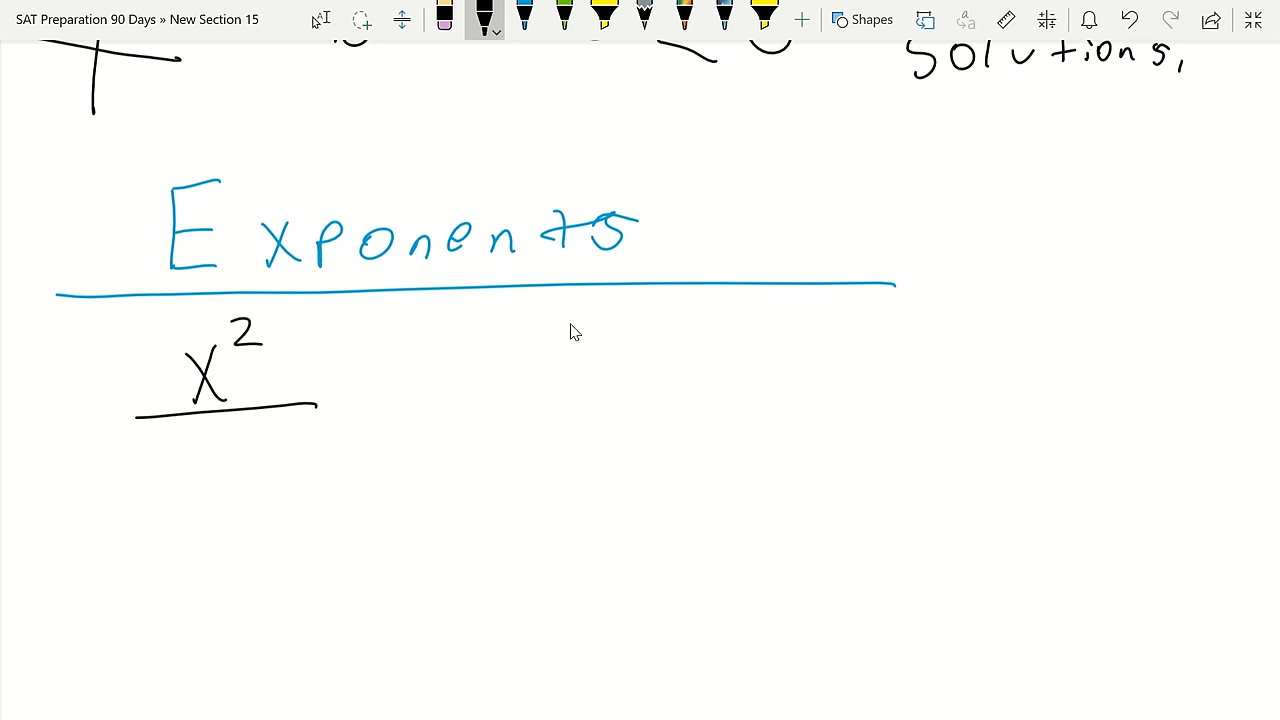 SAT Preparation 90 Days » New Section 15
Shapes
Solutions,
Exponents
x²